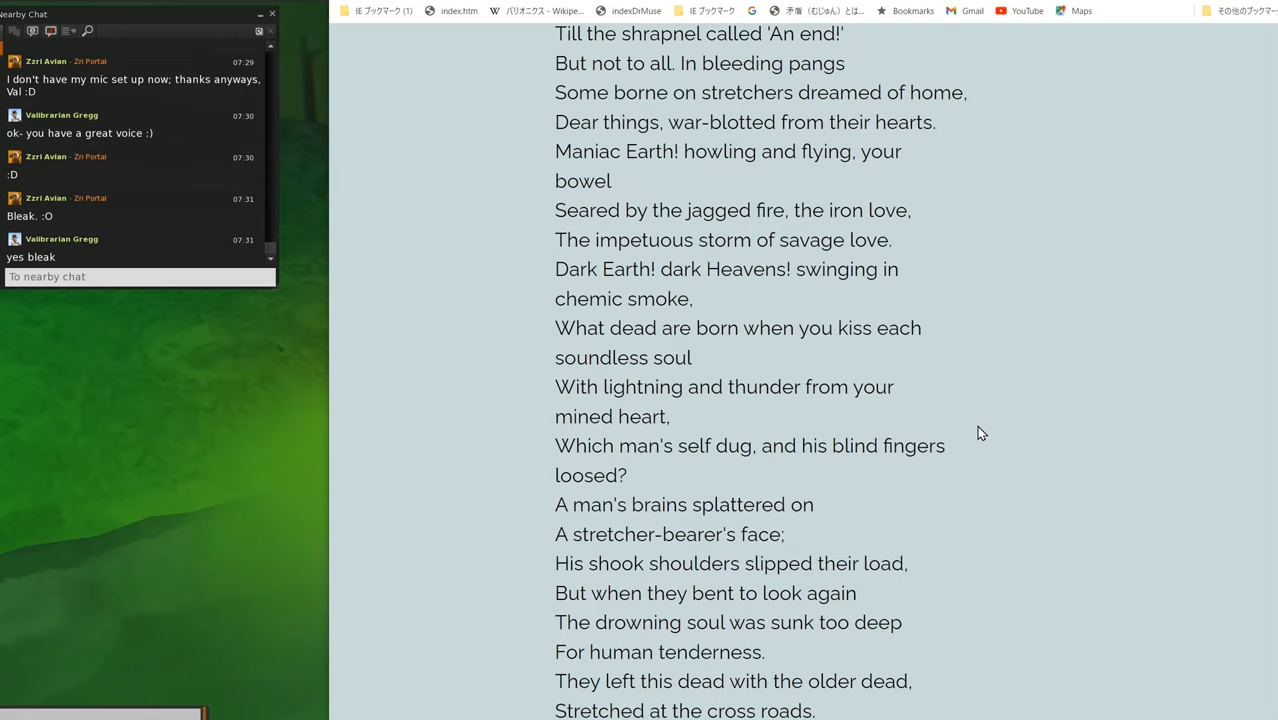 Nearby Chat
Zzri Avian - Zri Portal 07:29
I don't have my mic set up now; thanks anyways,
Val :D
Valibrarian Gregg 07:30
ok- you have a great voice :)
Zzri Avian - Zri Portal 07:30
:D
Zzri Avian - Zri Portal 07:31
Bleak. :O
Valibrarian Gregg 07:31
yes bleak
To nearby chat
IE ブックマーク (1) index.htm パリオニクス - Wikipe... indexDrMuse IE ブックマーク 矛盾（むじゅん）とは... Bookmarks Gmail YouTube Maps その他のブックマーク
Till the shrapnel called 'An end!'
But not to all. In bleeding pangs
Some borne on stretchers dreamed of home,
Dear things, war-blotted from their hearts.
Maniac Earth! howling and flying, your
bowel
Seared by the jagged fire, the iron love,
The impetuous storm of savage love.
Dark Earth! dark Heavens! swinging in
chemic smoke,
What dead are born when you kiss each
soundless soul
With lightning and thunder from your
mined heart,
Which man's self dug, and his blind fingers
loosed?
A man's brains splattered on
A stretcher-bearer's face;
His shook shoulders slipped their load,
But when they bent to look again
The drowning soul was sunk too deep
For human tenderness.
They left this dead with the older dead,
Stretched at the cross roads.